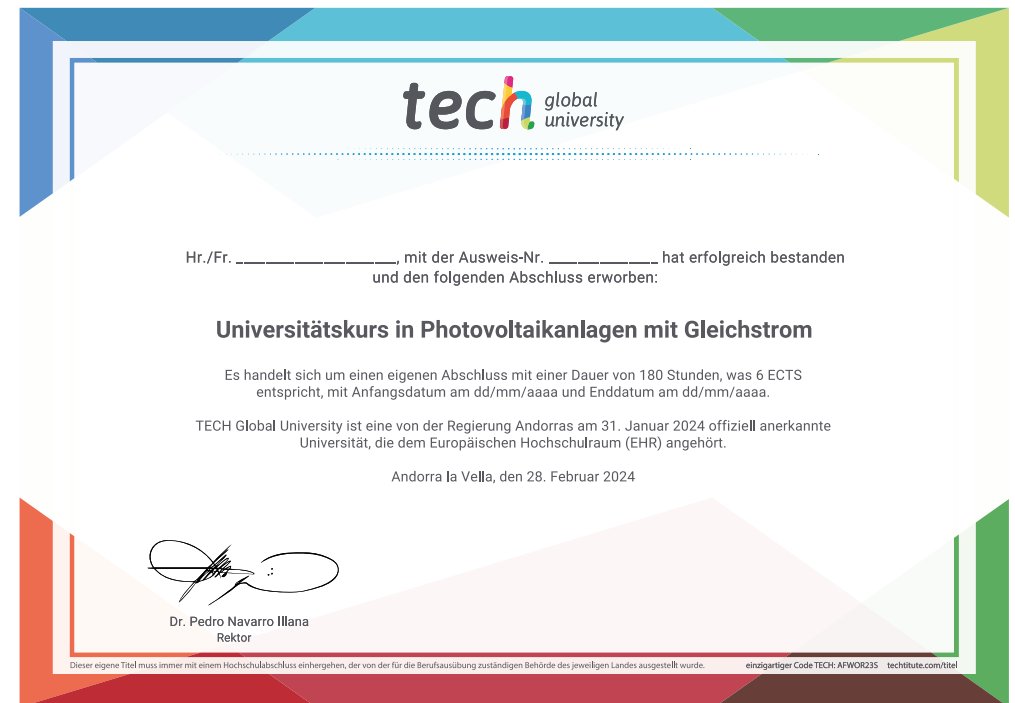 tech global
university
Hr./Fr. ____________________, mit der Ausweis-Nr. ______________ hat erfolgreich bestanden
und den folgenden Abschluss erworben:
Universitätskurs in Photovoltaikanlagen mit Gleichstrom
Es handelt sich um einen eigenen Abschluss mit einer Dauer von 180 Stunden, was 6 ECTS
entspricht, mit Anfangsdatum am dd/mm/aaaa und Enddatum am dd/mm/aaaa.
TECH Global University ist eine von der Regierung Andorras am 31. Januar 2024 offiziell anerkannte
Universität, die dem Europäischen Hochschulraum (EHR) angehört.
Andorra la Vella, den 28. Februar 2024
Dr. Pedro Navarro Illana
Rektor
Dieser eigene Titel muss immer mit einem Hochschulabschluss einhergehen, der von der für die Berufsausübung zuständigen Behörde des jeweiligen Landes ausgestellt wurde. einzigartiger Code TECH: AFWOR23S techtitute.com/titel